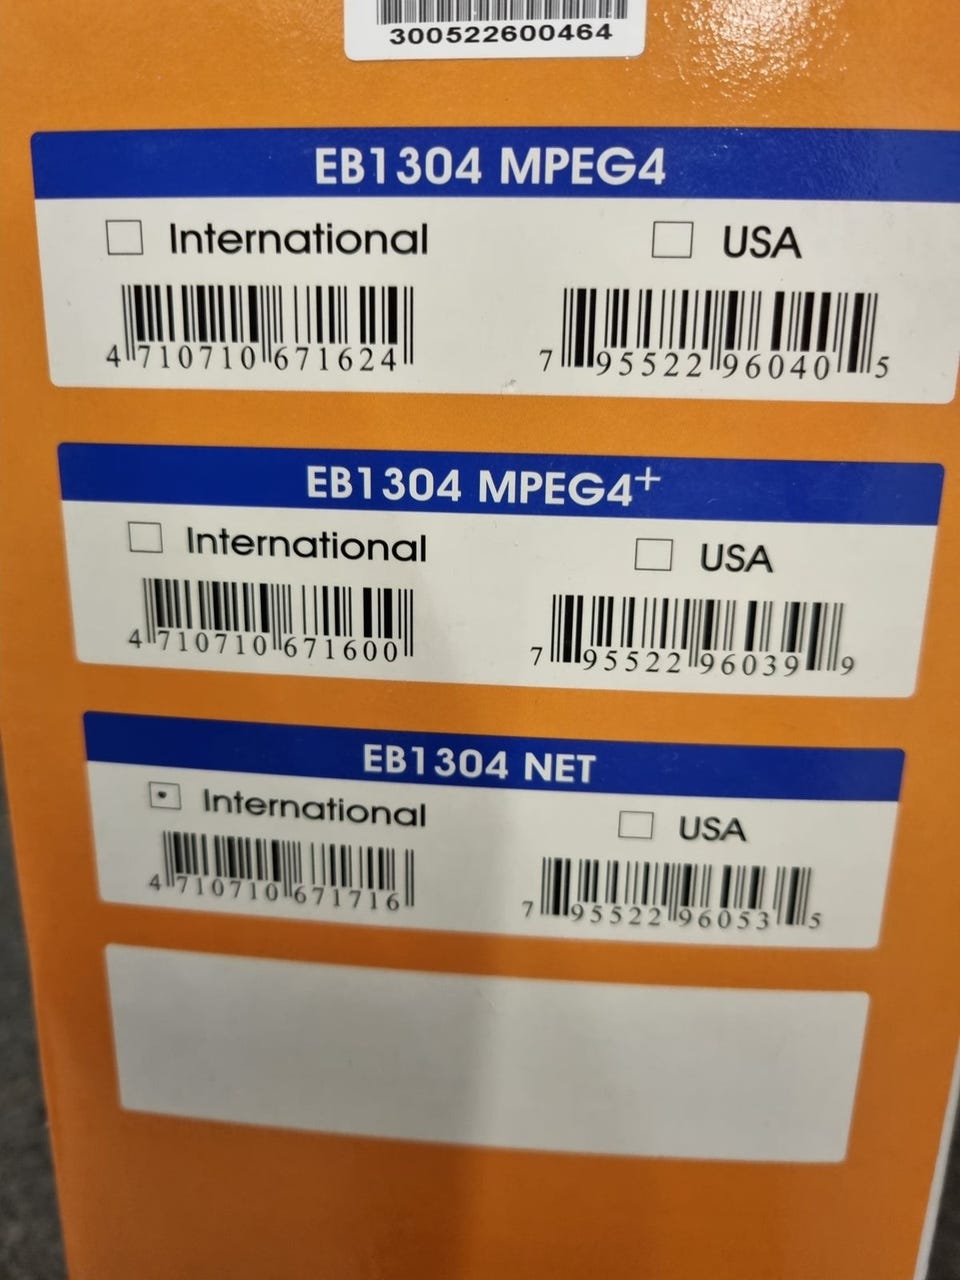 300522600464
EB1304 MPEG4
International USA
4 710710 671624 7 95522 96040 5
EB1304 MPEG4+
International USA
4 710710 671600 7 95522 96039 9
EB1304 NET
International USA
4 710710 671716 7 95522 96053 5